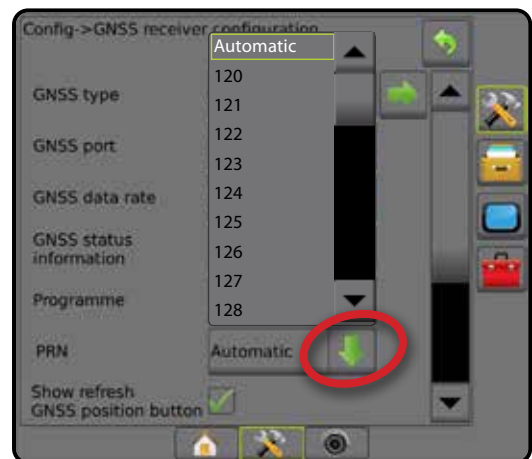 Config->GNSS receiver configuration
Automatic
120
GNSS type
121
122
GNSS port
123
GNSS data rate
124
125
GNSS status
information
126
127
Programme
128
PRN
Automatic
Show refresh
GNSS position button